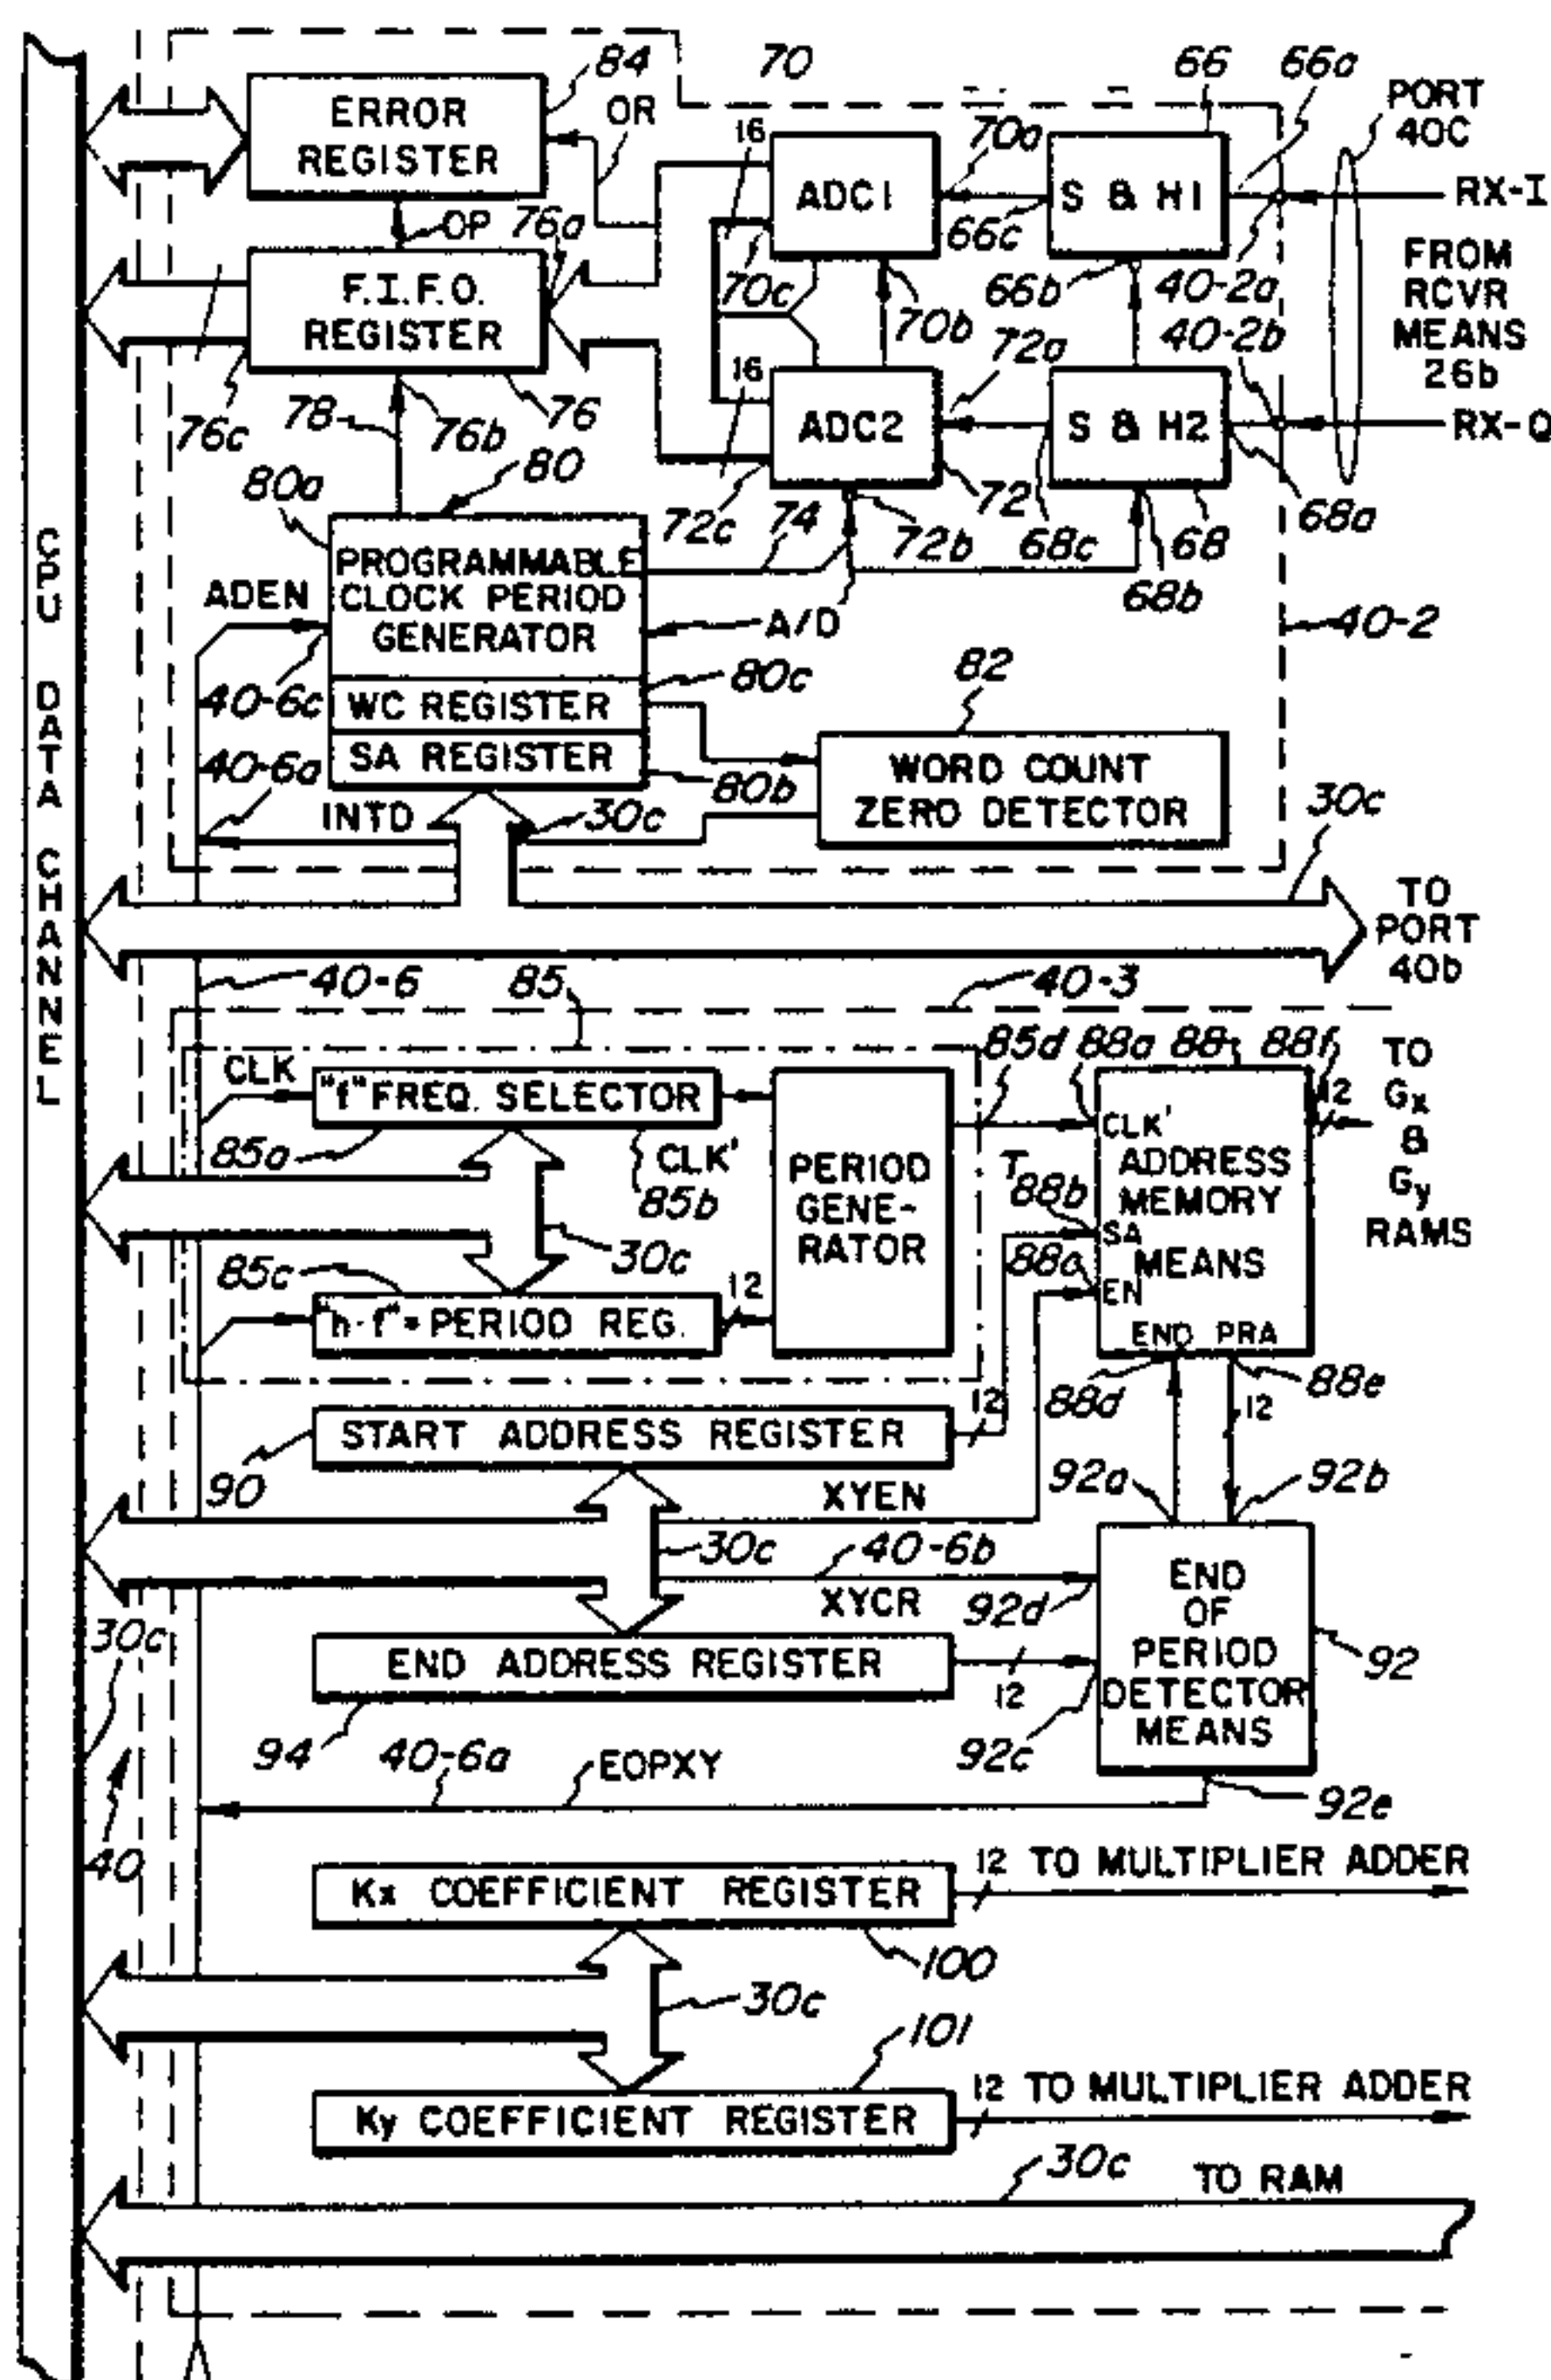 84
70
66
66a
PORT
40C
ERROR
REGISTER
OR
16
70a
ADC1
S & H1
RX-I
OP
76a
66c
70c
66b
40-2a
FROM
RCVR
MEANS
26b
F.I.F.O.
REGISTER
70b
72a
40-2b
16
76c
78
76b
76
ADC2
S & H2
RX-Q
80a
80
72c
74
72
72b
68c
68
68b
68a
PROGRAMMABLE
CLOCK PERIOD
GENERATOR
ADEN
A/D
40-2
40-6c
80c
82
WC REGISTER
SA REGISTER
40-6a
80b
WORD COUNT
ZERO DETECTOR
INTD
30c
30c
CPU DATA CHANNEL
TO
PORT
40b
40-6
85
40-3
CLK
"f" FREQ. SELECTOR
85d
88a
88
88f
12
TO
Gx
&
Gy
RAMS
CLK'
ADDRESS
MEMORY
MEANS
85a
CLK'
85b
PERIOD
GENE-
RATOR
T
88b
SA
88a
EN
END
PRA
30c
85c
12
"h·f"=PERIOD REG.
88d
88e
12
START ADDRESS REGISTER
12
90
92a
92b
XYEN
30c
40-6b
XYCR
92d
END
OF
PERIOD
DETECTOR
MEANS
92
30c
END ADDRESS REGISTER
12
94
92c
40-6a
EOPXY
92e
40
Kx COEFFICIENT REGISTER
12
TO MULTIPLIER ADDER
100
30c
101
Ky COEFFICIENT REGISTER
12
TO MULTIPLIER ADDER
30c
TO RAM